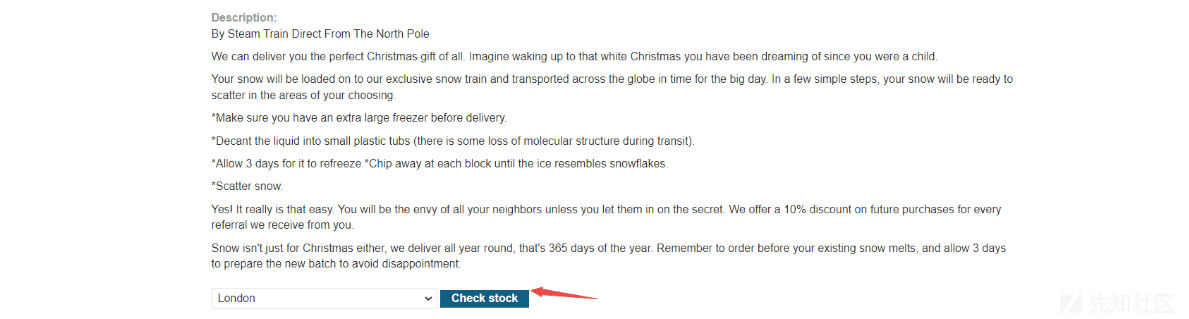 Description:
By Steam Train Direct From The North Pole
We can deliver you the perfect Christmas gift of all. Imagine waking up to that white Christmas you have been dreaming of since you were a child.
Your snow will be loaded on to our exclusive snow train and transported across the globe in time for the big day. In a few simple steps, your snow will be ready to
scatter in the areas of your choosing.
*Make sure you have an extra large freezer before delivery.
*Decant the liquid into small plastic tubs (there is some loss of molecular structure during transit).
*Allow 3 days for it to refreeze.*Chip away at each block until the ice resembles snowflakes.
*Scatter snow.
Yes! It really is that easy. You will be the envy of all your neighbors unless you let them in on the secret. We offer a 10% discount on future purchases for every
referral we receive from you.
Snow isn't just for Christmas either, we deliver all year round, that's 365 days of the year. Remember to order before your existing snow melts, and allow 3 days
to prepare the new batch to avoid disappointment.
London Check stock
先知社区